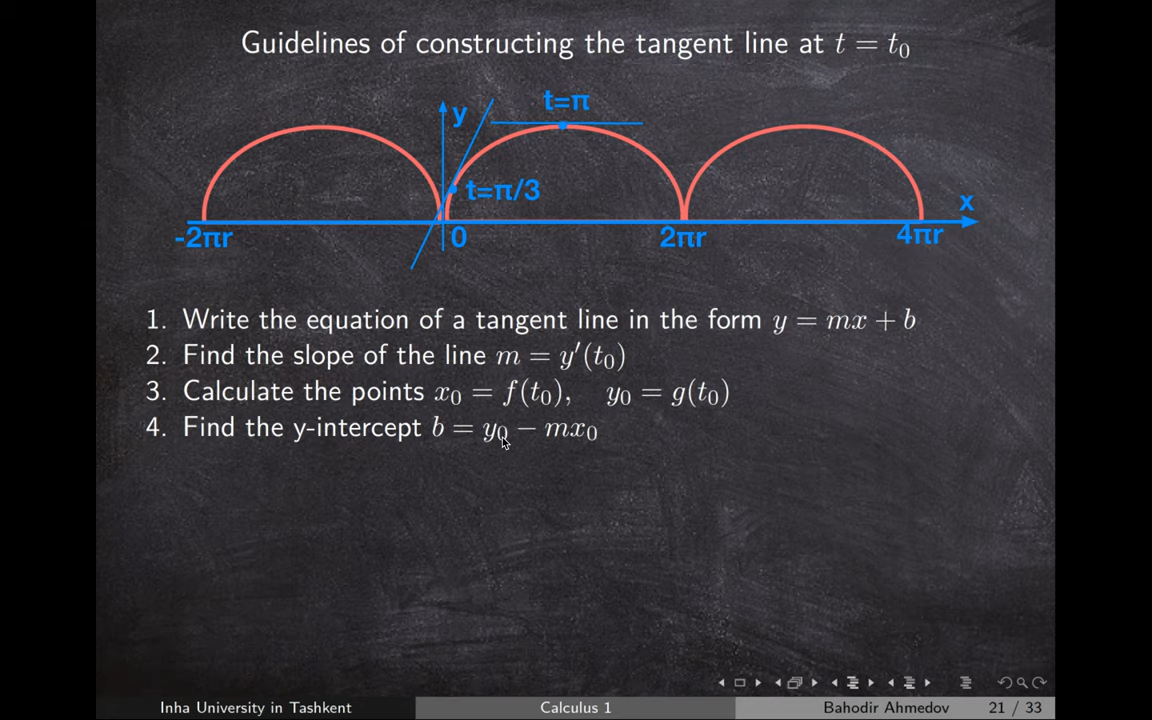 Guidelines of constructing the tangent line at t = t₀
t=π
y
t=π/3
x
-2πr
0
2πr
4πr
1. Write the equation of a tangent line in the form y = mx + b
2. Find the slope of the line m = y′(t₀)
3. Calculate the points x₀ = f(t₀), y₀ = g(t₀)
4. Find the y-intercept b = y₀ − mx₀
Inha University in Tashkent Calculus 1 Bahodir Ahmedov 21 / 33